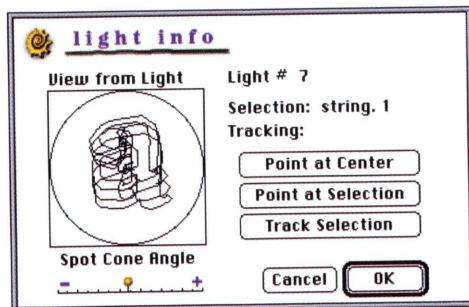 light info
View from Light
Light # 7
Selection: string. 1
Tracking:
Point at Center
Point at Selection
Track Selection
Spot Cone Angle
- +
Cancel
OK